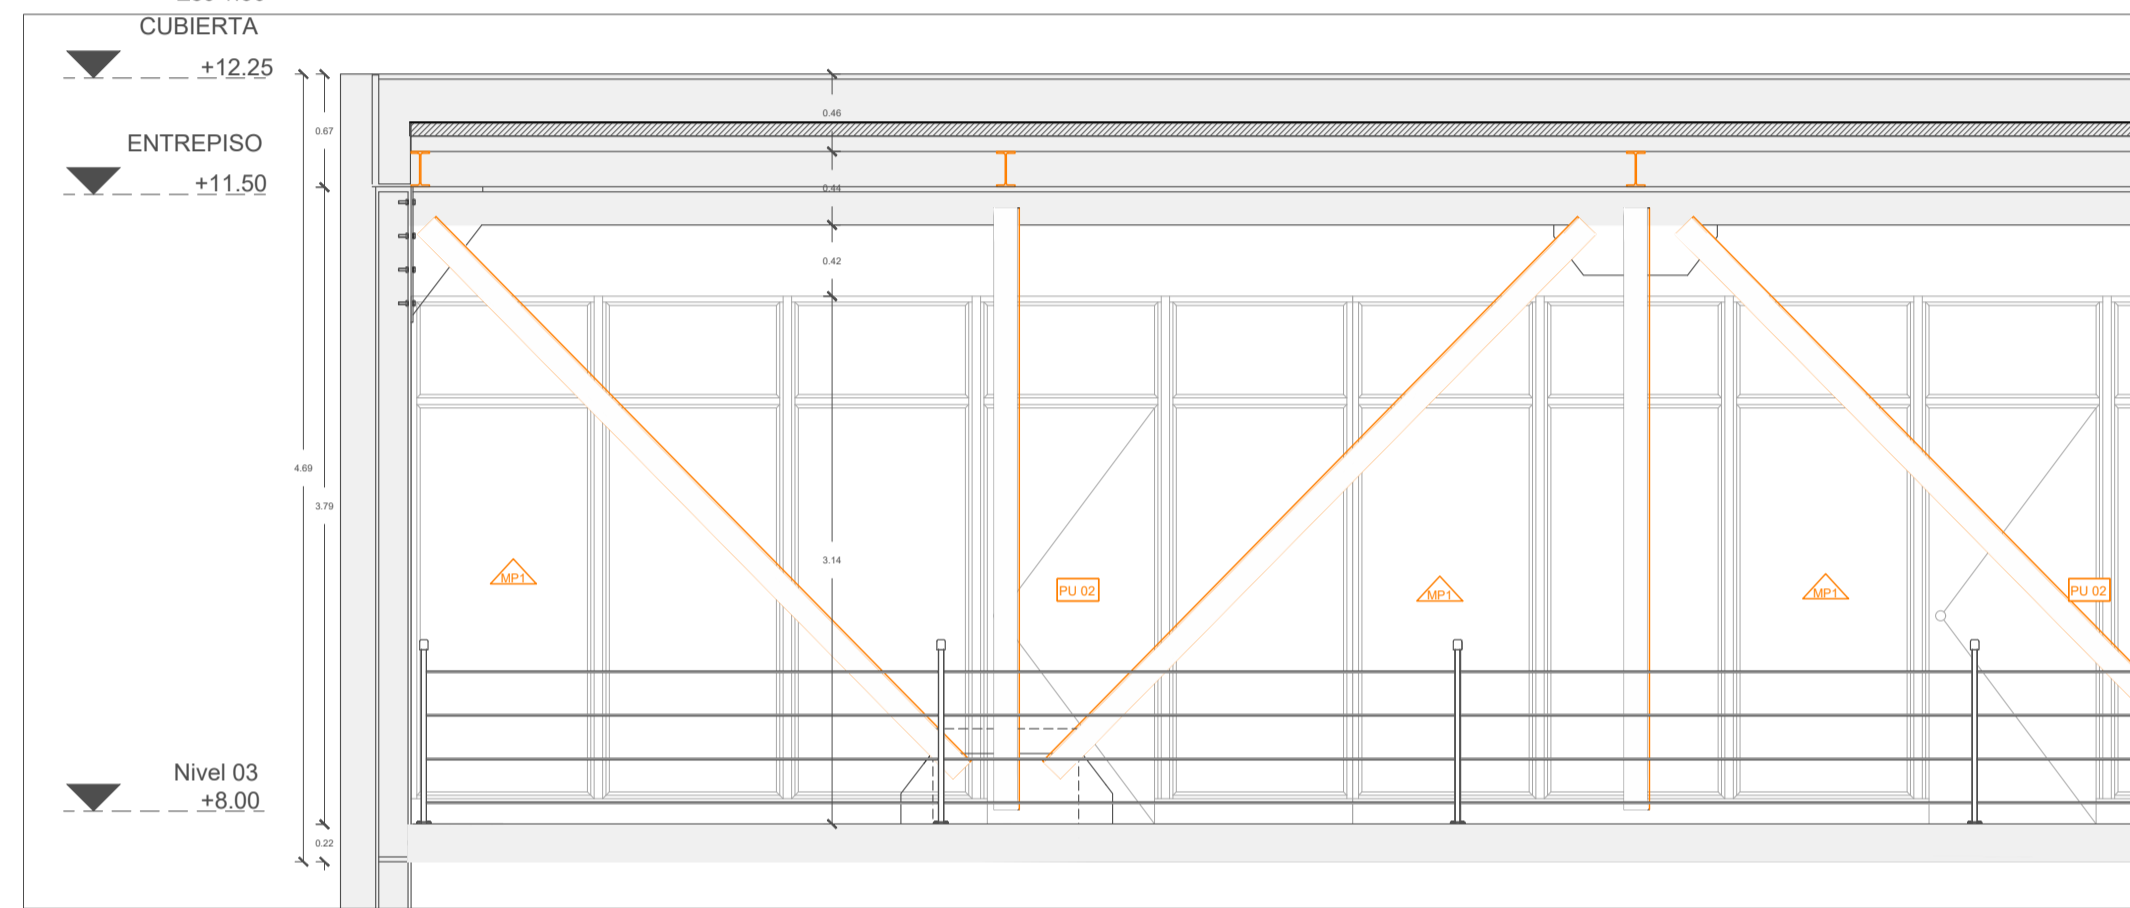 CUBIERTA
+12.25
ENTREPISO
+11.50
0.67
0.46
0.44
0.42
4.69
3.79
3.14
MP1
PU 02
MP1
MP1
PU 02
Nivel 03
+8.00
0.22